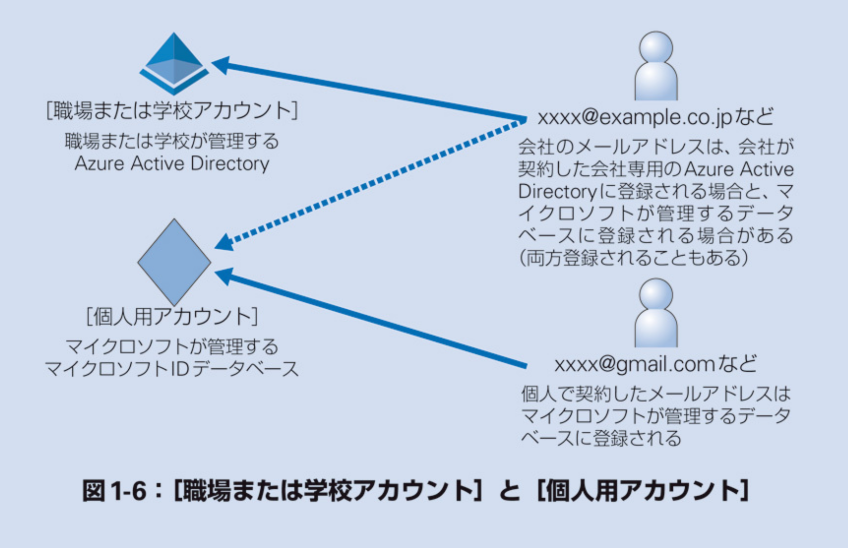 [職場または学校アカウント]
職場または学校が管理する
Azure Active Directory
[個人用アカウント]
マイクロソフトが管理する
マイクロソフトIDデータベース
xxxx@example.co.jpなど
会社のメールアドレスは、会社が
契約した会社専用のAzure Active
Directoryに登録される場合と、マ
イクロソフトが管理するデータ
ベースに登録される場合がある
(両方登録されることもある)
xxxx@gmail.comなど
個人で契約したメールアドレスは
マイクロソフトが管理するデータ
ベースに登録される
図1-6:[職場または学校アカウント]と[個人用アカウント]